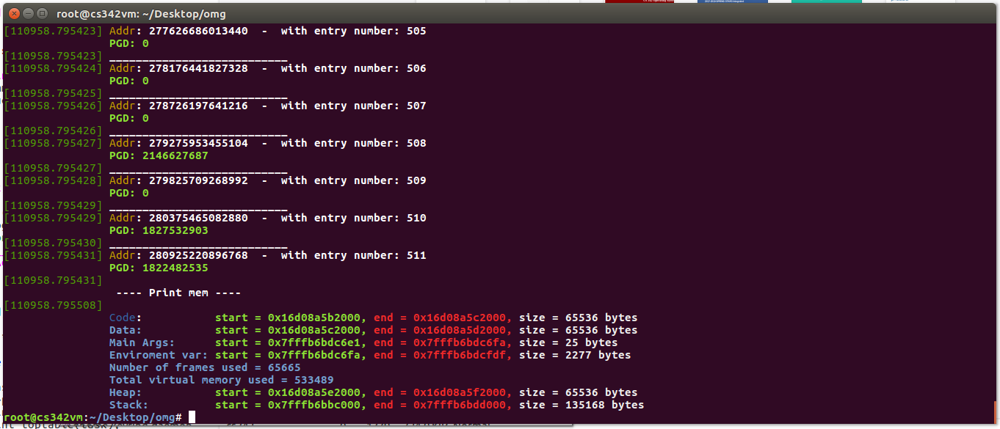 root@cs342vm: ~/Desktop/omg
[110958.795423] Addr: 277626686013440  -  with entry number: 505
PGD: 0
[110958.795423] ___________________________
[110958.795424] Addr: 278176441827328  -  with entry number: 506
PGD: 0
[110958.795425] ___________________________
[110958.795426] Addr: 278726197641216  -  with entry number: 507
PGD: 0
[110958.795426] ___________________________
[110958.795427] Addr: 279275953455104  -  with entry number: 508
PGD: 2146627687
[110958.795427] ___________________________
[110958.795428] Addr: 279825709268992  -  with entry number: 509
PGD: 0
[110958.795429] ___________________________
[110958.795429] Addr: 280375465082880  -  with entry number: 510
PGD: 1827532903
[110958.795430] ___________________________
[110958.795431] Addr: 280925220896768  -  with entry number: 511
PGD: 1822482535
[110958.795431]
---- Print mem ----
[110958.795508]
Code: start = 0x16d08a5b2000, end = 0x16d08a5c2000, size = 65536 bytes
Data: start = 0x16d08a5c2000, end = 0x16d08a5d2000, size = 65536 bytes
Main Args: start = 0x7fffb6bdc6e1, end = 0x7fffb6bdc6fa, size = 25 bytes
Enviroment var: start = 0x7fffb6bdc6fa, end = 0x7fffb6bdcfdf, size = 2277 bytes
Number of frames used = 65665
Total virtual memory used = 533489
Heap: start = 0x16d08a5e2000, end = 0x16d08a5f2000, size = 65536 bytes
Stack: start = 0x7fffb6bbc000, end = 0x7fffb6bdd000, size = 135168 bytes
root@cs342vm:~/Desktop/omg#